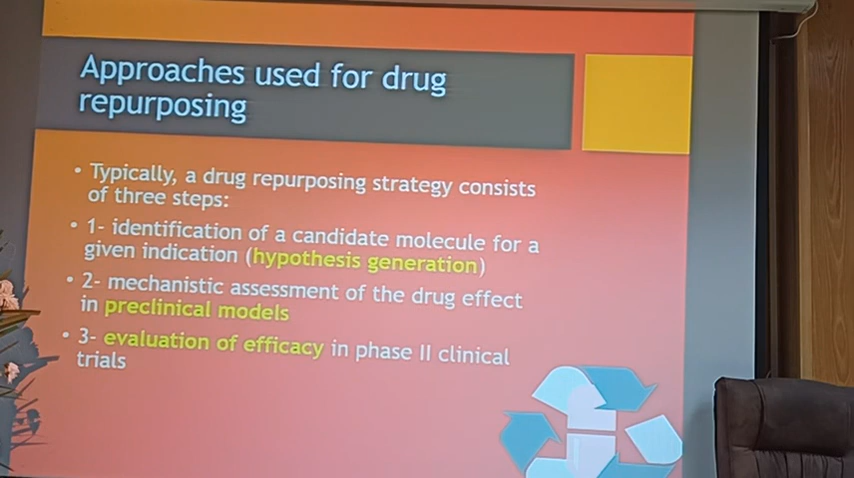 Approaches used for drug
repurposing
• Typically, a drug repurposing strategy consists
of three steps:
• 1- identification of a candidate molecule for a
given indication (hypothesis generation)
• 2- mechanistic assessment of the drug effect
in preclinical models
• 3- evaluation of efficacy in phase II clinical
trials